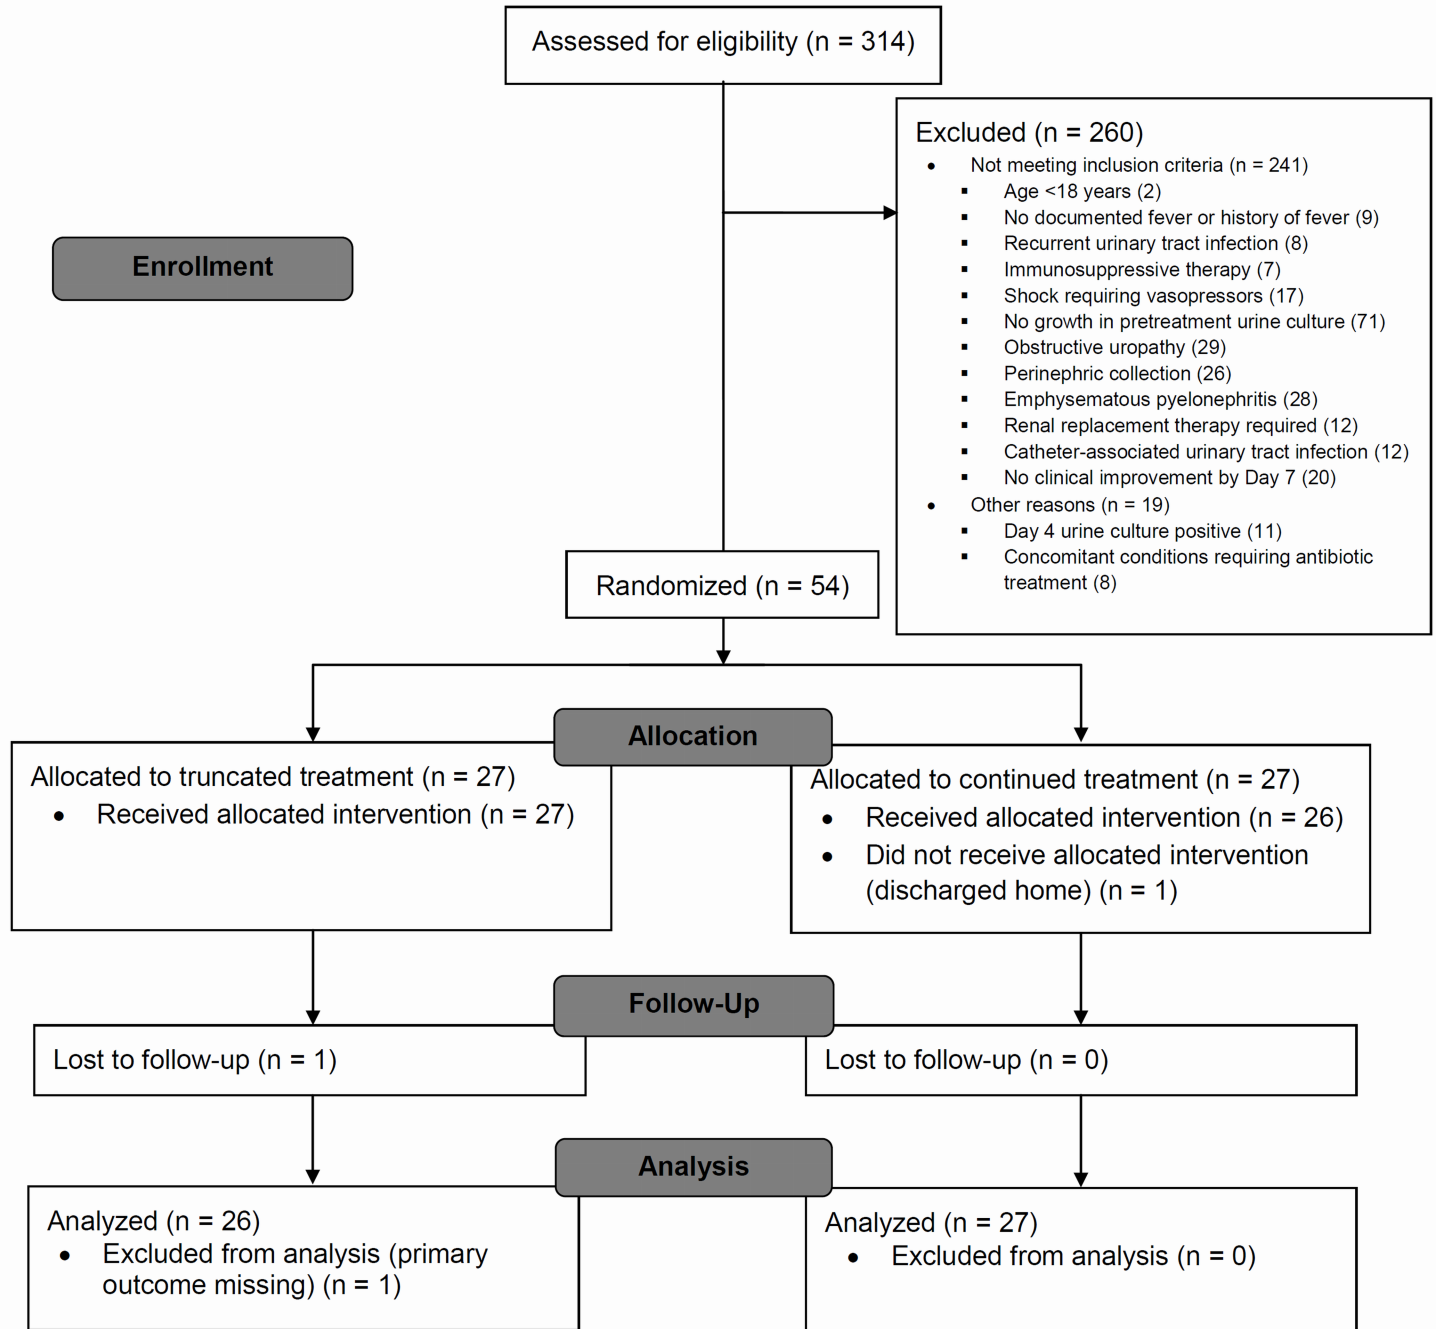 Assessed for eligibility (n = 314)
Excluded (n = 260)
• Not meeting inclusion criteria (n = 241)
▪ Age <18 years (2)
▪ No documented fever or history of fever (9)
▪ Recurrent urinary tract infection (8)
▪ Immunosuppressive therapy (7)
▪ Shock requiring vasopressors (17)
▪ No growth in pretreatment urine culture (71)
▪ Obstructive uropathy (29)
▪ Perinephric collection (26)
▪ Emphysematous pyelonephritis (28)
▪ Renal replacement therapy required (12)
▪ Catheter-associated urinary tract infection (12)
▪ No clinical improvement by Day 7 (20)
• Other reasons (n = 19)
▪ Day 4 urine culture positive (11)
▪ Concomitant conditions requiring antibiotic
treatment (8)
Enrollment
Randomized (n = 54)
Allocation
Allocated to truncated treatment (n = 27)
• Received allocated intervention (n = 27)
Allocated to continued treatment (n = 27)
• Received allocated intervention (n = 26)
• Did not receive allocated intervention
(discharged home) (n = 1)
Follow-Up
Lost to follow-up (n = 1)
Lost to follow-up (n = 0)
Analysis
Analyzed (n = 26)
• Excluded from analysis (primary
outcome missing) (n = 1)
Analyzed (n = 27)
• Excluded from analysis (n = 0)